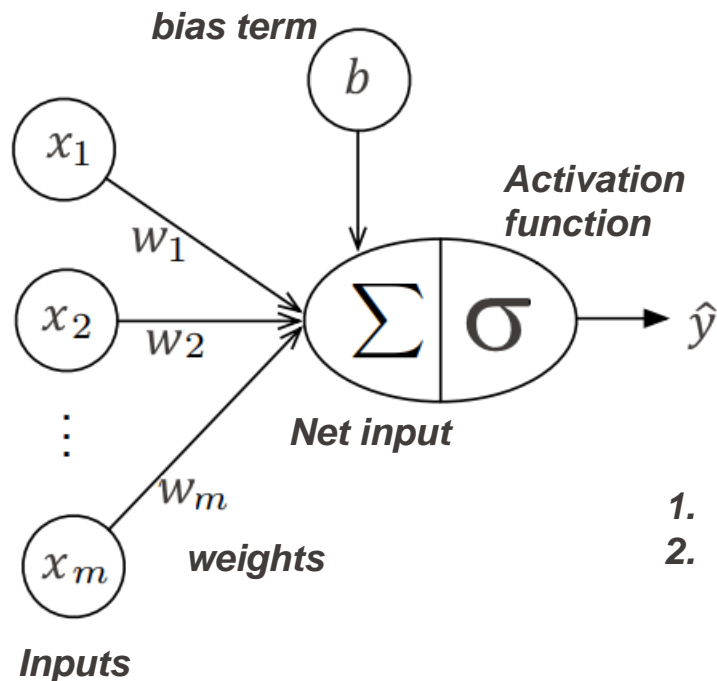 bias term
b
x₁
Activation
function
w₁
x₂
w₂
∑
σ
ŷ
⋮
Net input
wₘ
1.
2.
xₘ
weights
Inputs